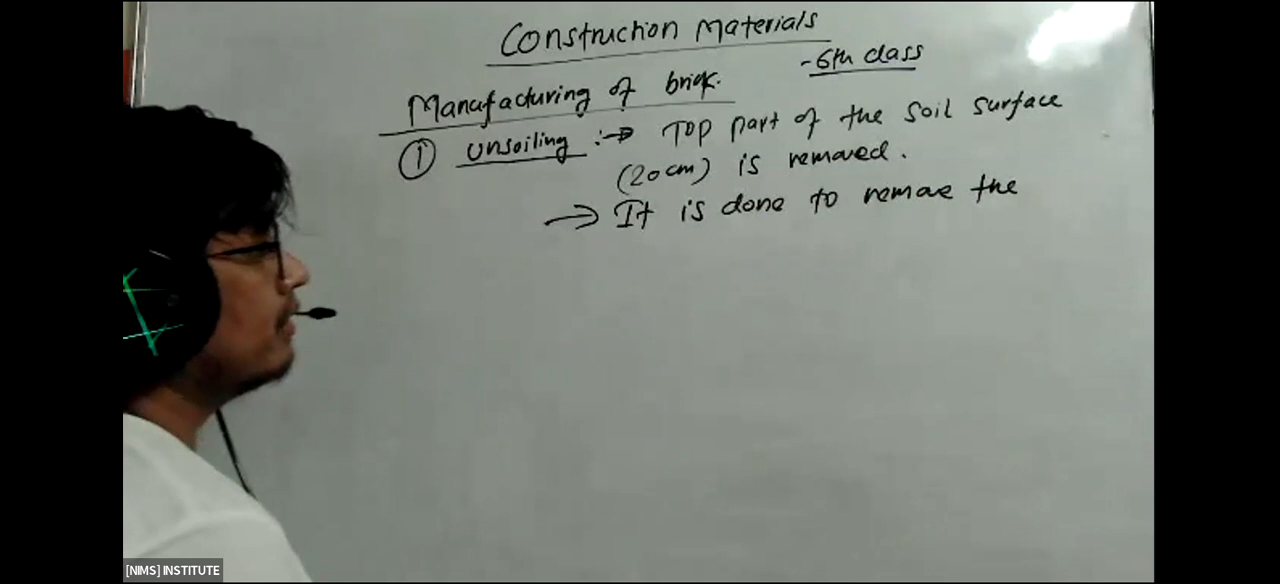 Construction Materials
-6th class
Manufacturing of brick.
① Unsoiling :→ Top part of the soil surface
(20cm) is removed.
→ It is done to remove the
[NIMS] INSTITUTE